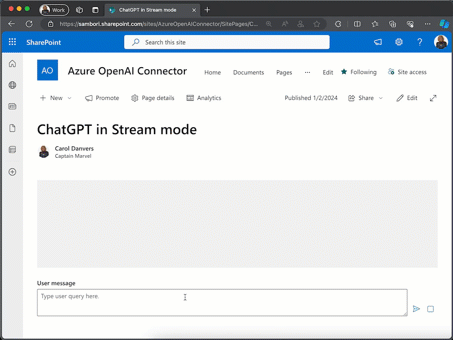 Work
ChatGPT in Stream mode
https://sambori.sharepoint.com/sites/AzureOpenAIConnector/SitePages/C...
SharePoint
Search this site
AO
Azure OpenAI Connector
Home
Documents
Pages
...
Edit
Following
Site access
New
Promote
Page details
Analytics
Published 1/2/2024
Share
Edit
ChatGPT in Stream mode
Carol Danvers
Captain Marvel
User message
Type user query here.